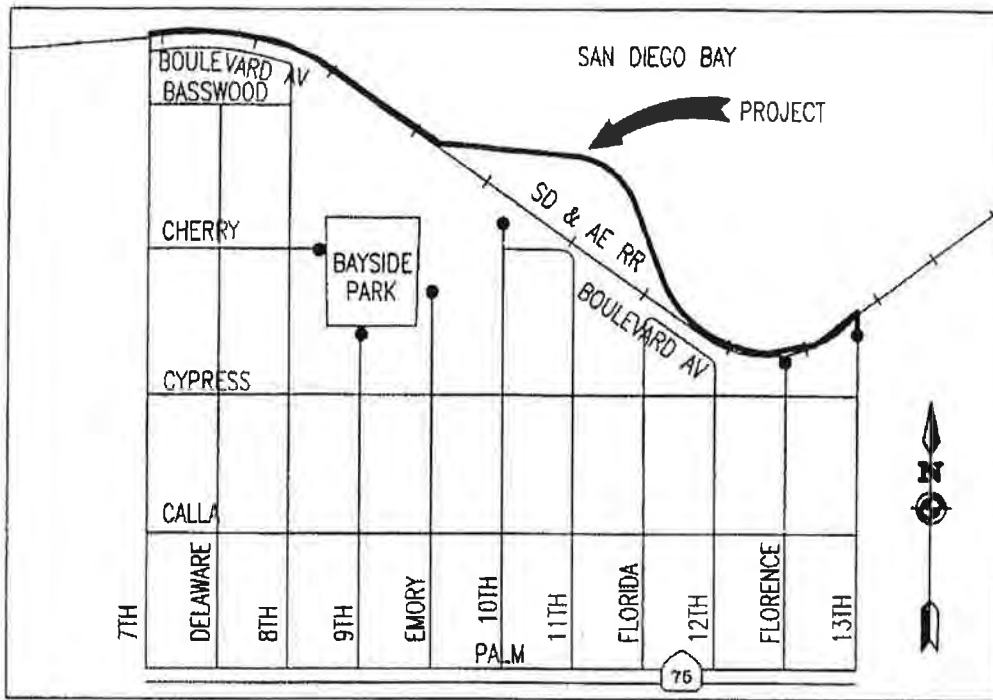 SAN DIEGO BAY
PROJECT
BOULEVARD AV
BASSWOOD
SD & AE RR
CHERRY
BAYSIDE
PARK
BOULEVARD AV
CYPRESS
N
CALLA
7TH
DELAWARE
8TH
9TH
EMORY
10TH
11TH
FLORIDA
12TH
FLORENCE
13TH
PALM
75